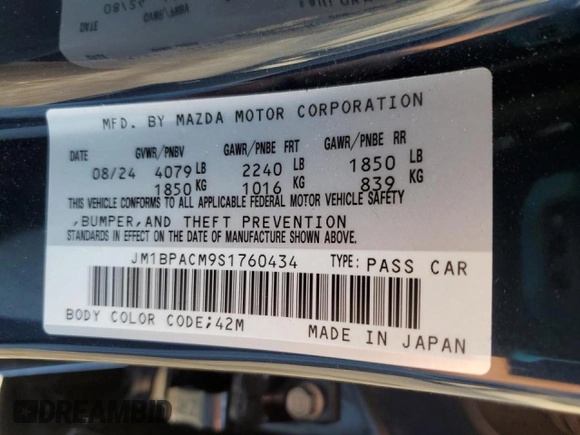 08/24
MFD. BY MAZDA MOTOR CORPORATION
DATE GVWR/PNBV GAWR/PNBE FRT GAWR/PNBE RR
08/24 4079 LB 2240 LB 1850 LB
1850 KG 1016 KG 839 KG
THIS VEHICLE CONFORMS TO ALL APPLICABLE FEDERAL MOTOR VEHICLE SAFETY
,BUMPER,AND THEFT PREVENTION
STANDARDS IN EFFECT ON THE DATE OF MANUFACTURE SHOWN ABOVE.
JM1BPACM9S1760434 TYPE: PASS CAR
BODY COLOR CODE;42M MADE IN JAPAN
DREAMBID